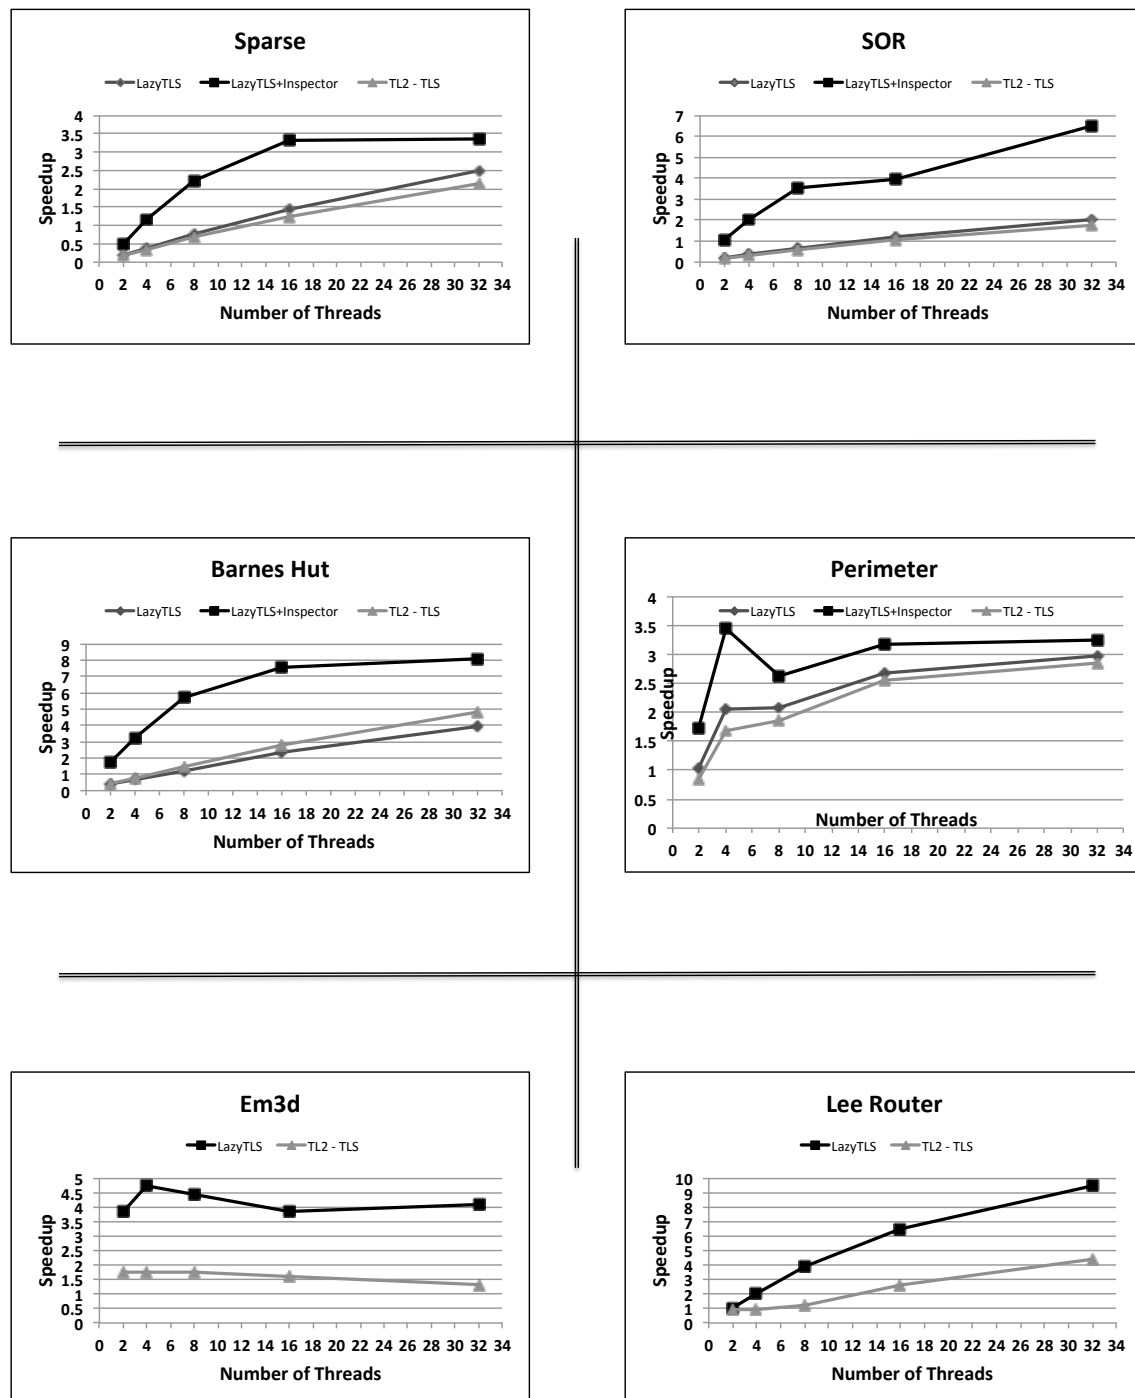 Sparse
LazyTLS LazyTLS+Inspector TL2 - TLS
4
3.5
3
2.5
2
1.5
1
0.5
0
Speedup
0 2 4 6 8 10 12 14 16 18 20 22 24 26 28 30 32 34
Number of Threads
SOR
LazyTLS LazyTLS+Inspector TL2 - TLS
7
6
5
4
3
2
1
0
Speedup
0 2 4 6 8 10 12 14 16 18 20 22 24 26 28 30 32 34
Number of Threads
Barnes Hut
LazyTLS LazyTLS+Inspector TL2 - TLS
9
8
7
6
5
4
3
2
1
0
Speedup
0 2 4 6 8 10 12 14 16 18 20 22 24 26 28 30 32 34
Number of Threads
Perimeter
LazyTLS LazyTLS+Inspector TL2 - TLS
4
3.5
3
2.5
2
1.5
1
0.5
0
Speedup
Number of Threads
0 2 4 6 8 10 12 14 16 18 20 22 24 26 28 30 32 34
Em3d
LazyTLS TL2 - TLS
5
4.5
4
3.5
3
2.5
2
1.5
1
0.5
0
Speedup
0 2 4 6 8 10 12 14 16 18 20 22 24 26 28 30 32 34
Number of Threads
Lee Router
LazyTLS TL2 - TLS
10
9
8
7
6
5
4
3
2
1
0
Speedup
0 2 4 6 8 10 12 14 16 18 20 22 24 26 28 30 32 34
Number of Threads